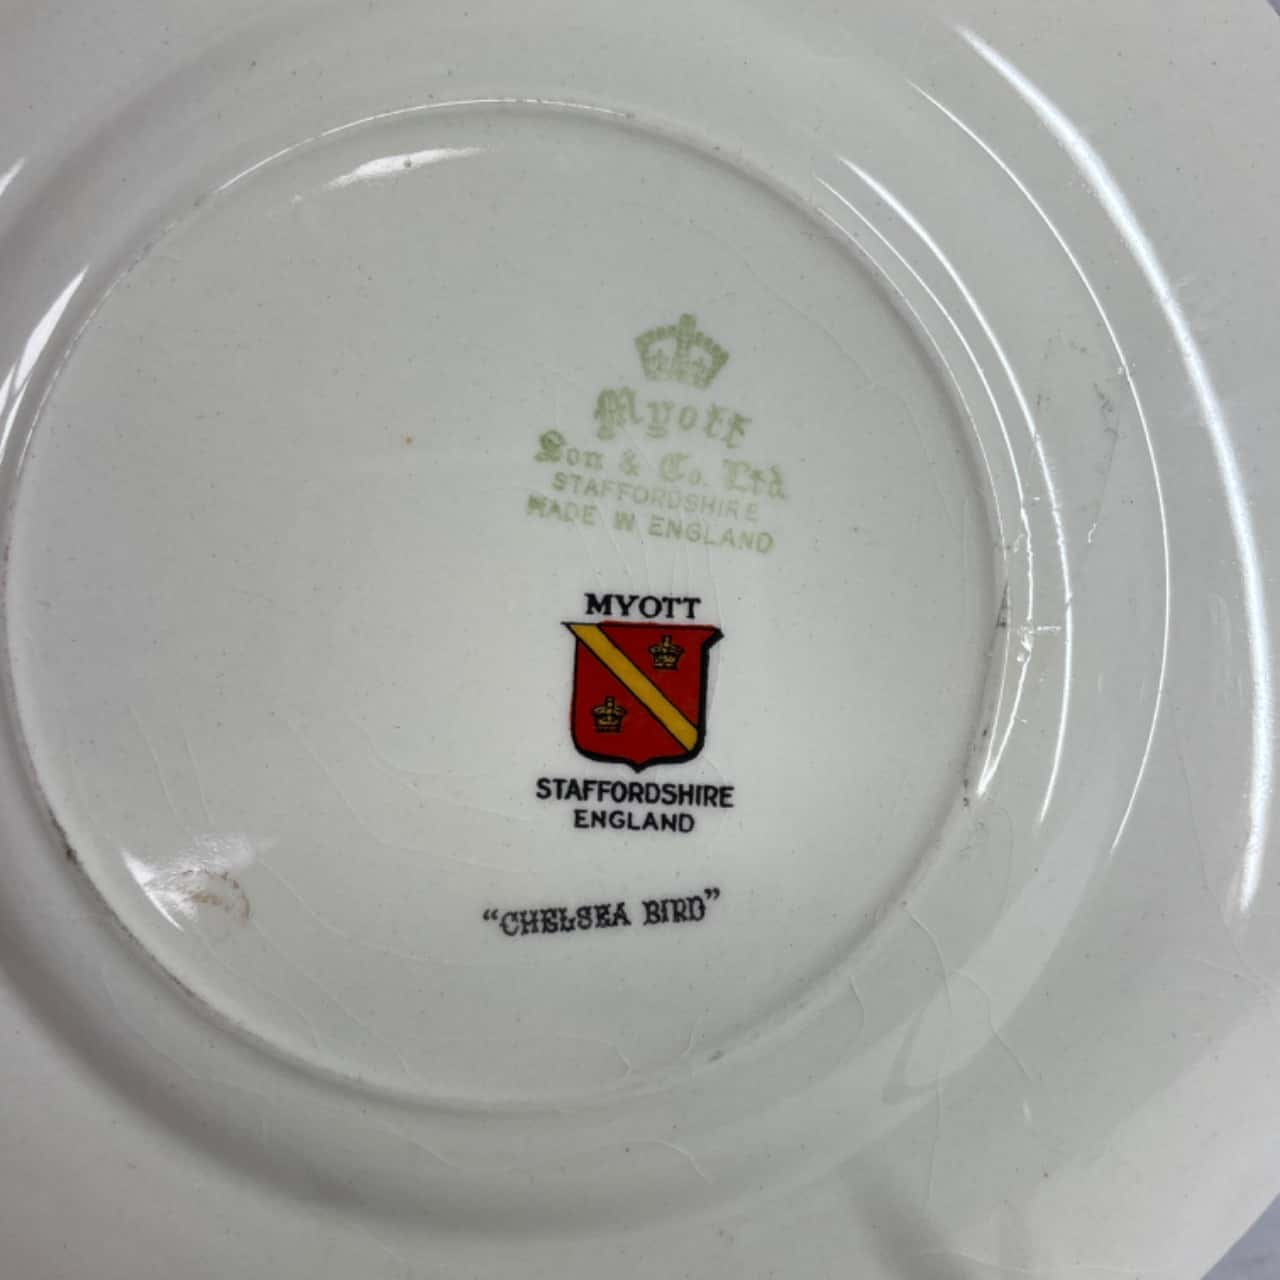 Myott
Son & Co. Ltd.
STAFFORDSHIRE
MADE IN ENGLAND
MYOTT
STAFFORDSHIRE
ENGLAND
“CHELSEA BIRD”